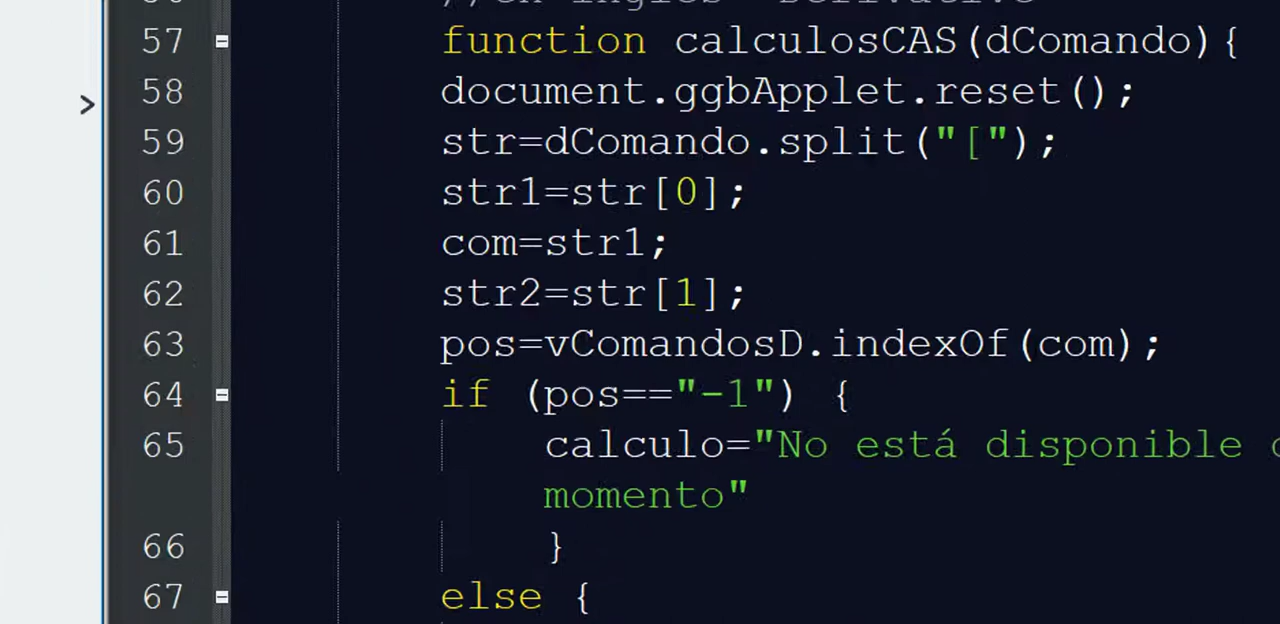 57 function calculosCAS(dComando){
58 document.ggbApplet.reset();
59 str=dComando.split("[");
60 str1=str[0];
61 com=str1;
62 str2=str[1];
63 pos=vComandosD.indexOf(com);
64 if (pos=="-1") {
65 calculo="No está disponible
momento"
66 }
67 else {